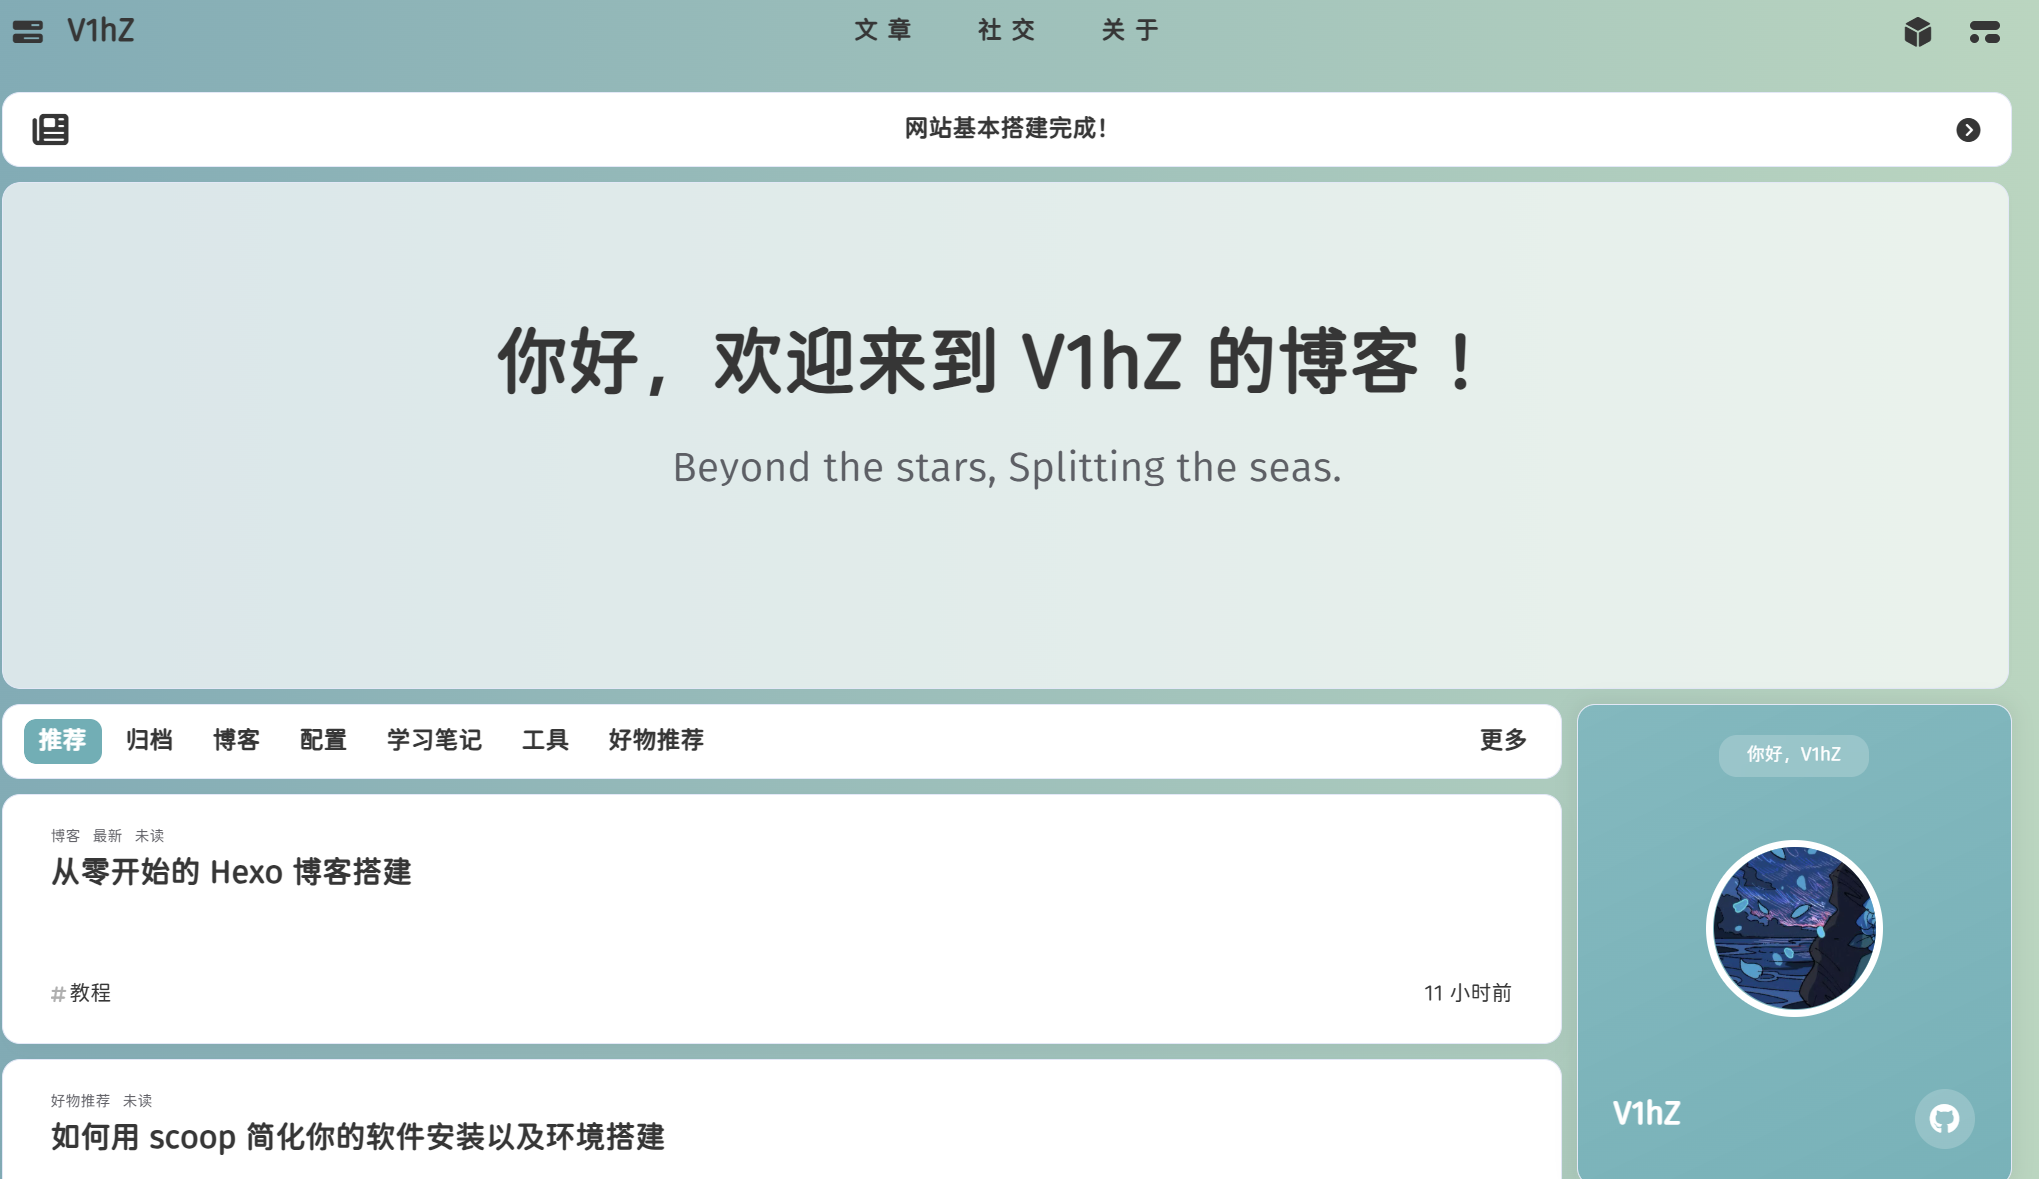 V1hZ
文章 社交 关于
网站基本搭建完成！
你好，欢迎来到 V1hZ 的博客 ！
Beyond the stars, Splitting the seas.
推荐 归档 博客 配置 学习笔记 工具 好物推荐 更多
博客 最新 未读
从零开始的 Hexo 博客搭建
#教程 11 小时前
好物推荐 未读
如何用 scoop 简化你的软件安装以及环境搭建
你好，V1hZ
V1hZ